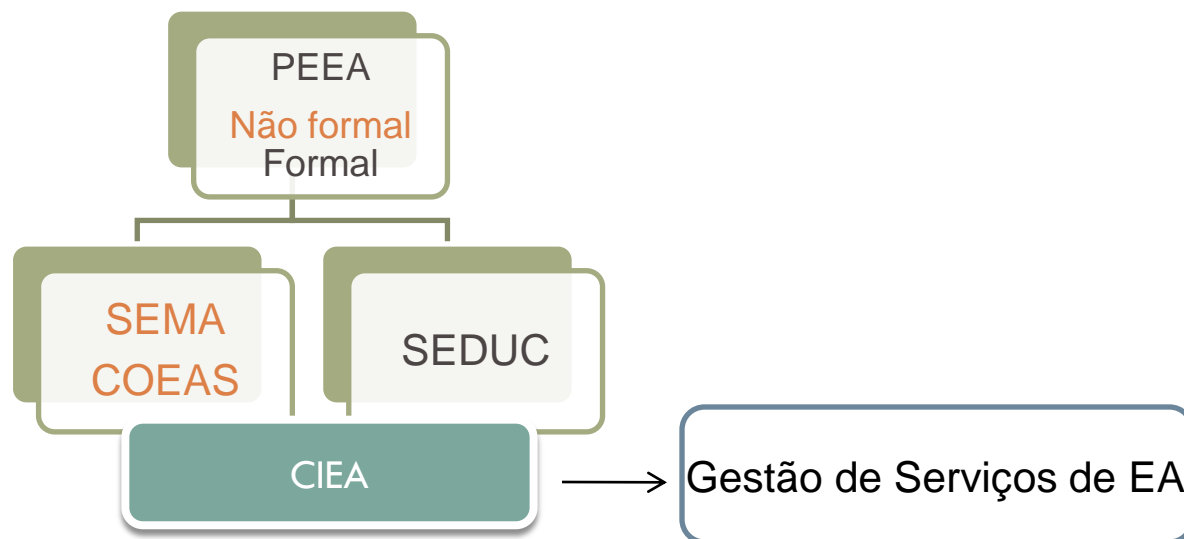 PEEA
Não formal
Formal
SEMA
COEAS
SEDUC
CIEA
Gestão de Serviços de EA